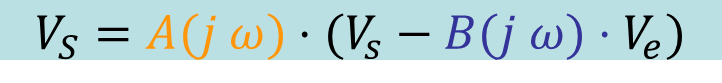 V_S = A(j ω) · (V_s − B(j ω) · V_e)